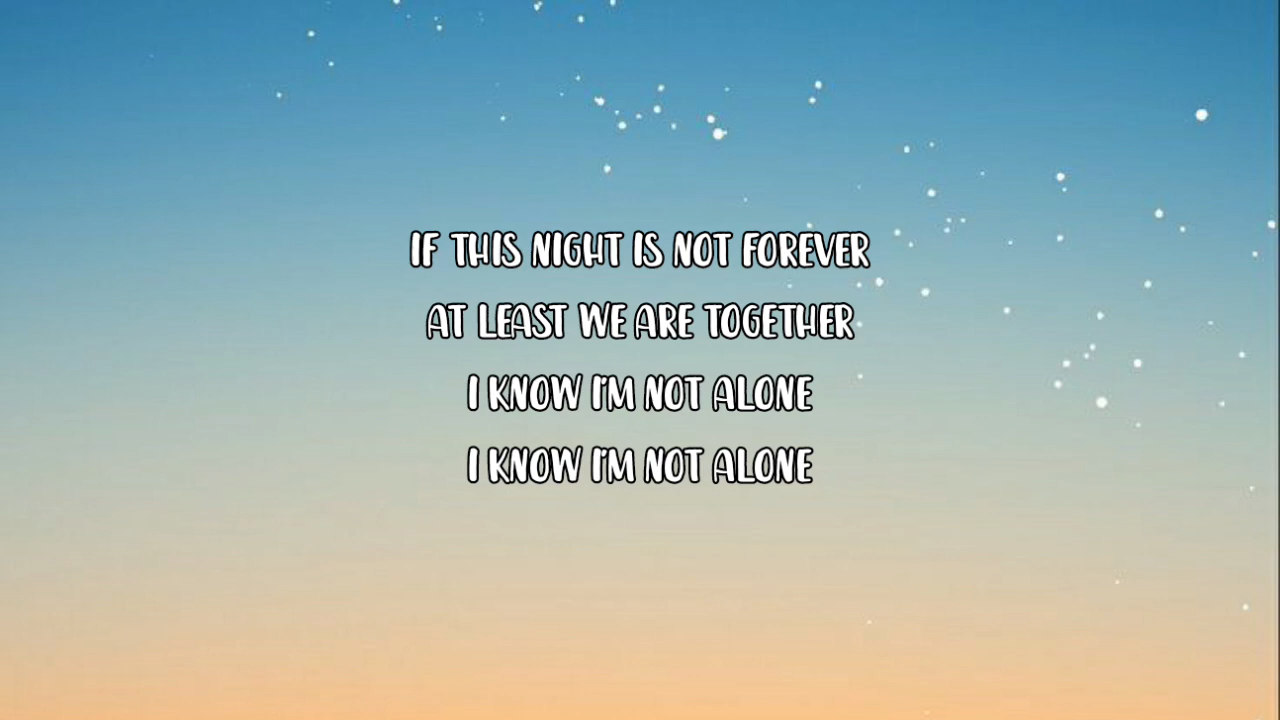 IF THIS NIGHT IS NOT FOREVER
AT LEAST WE ARE TOGETHER
I KNOW I'M NOT ALONE
I KNOW I'M NOT ALONE